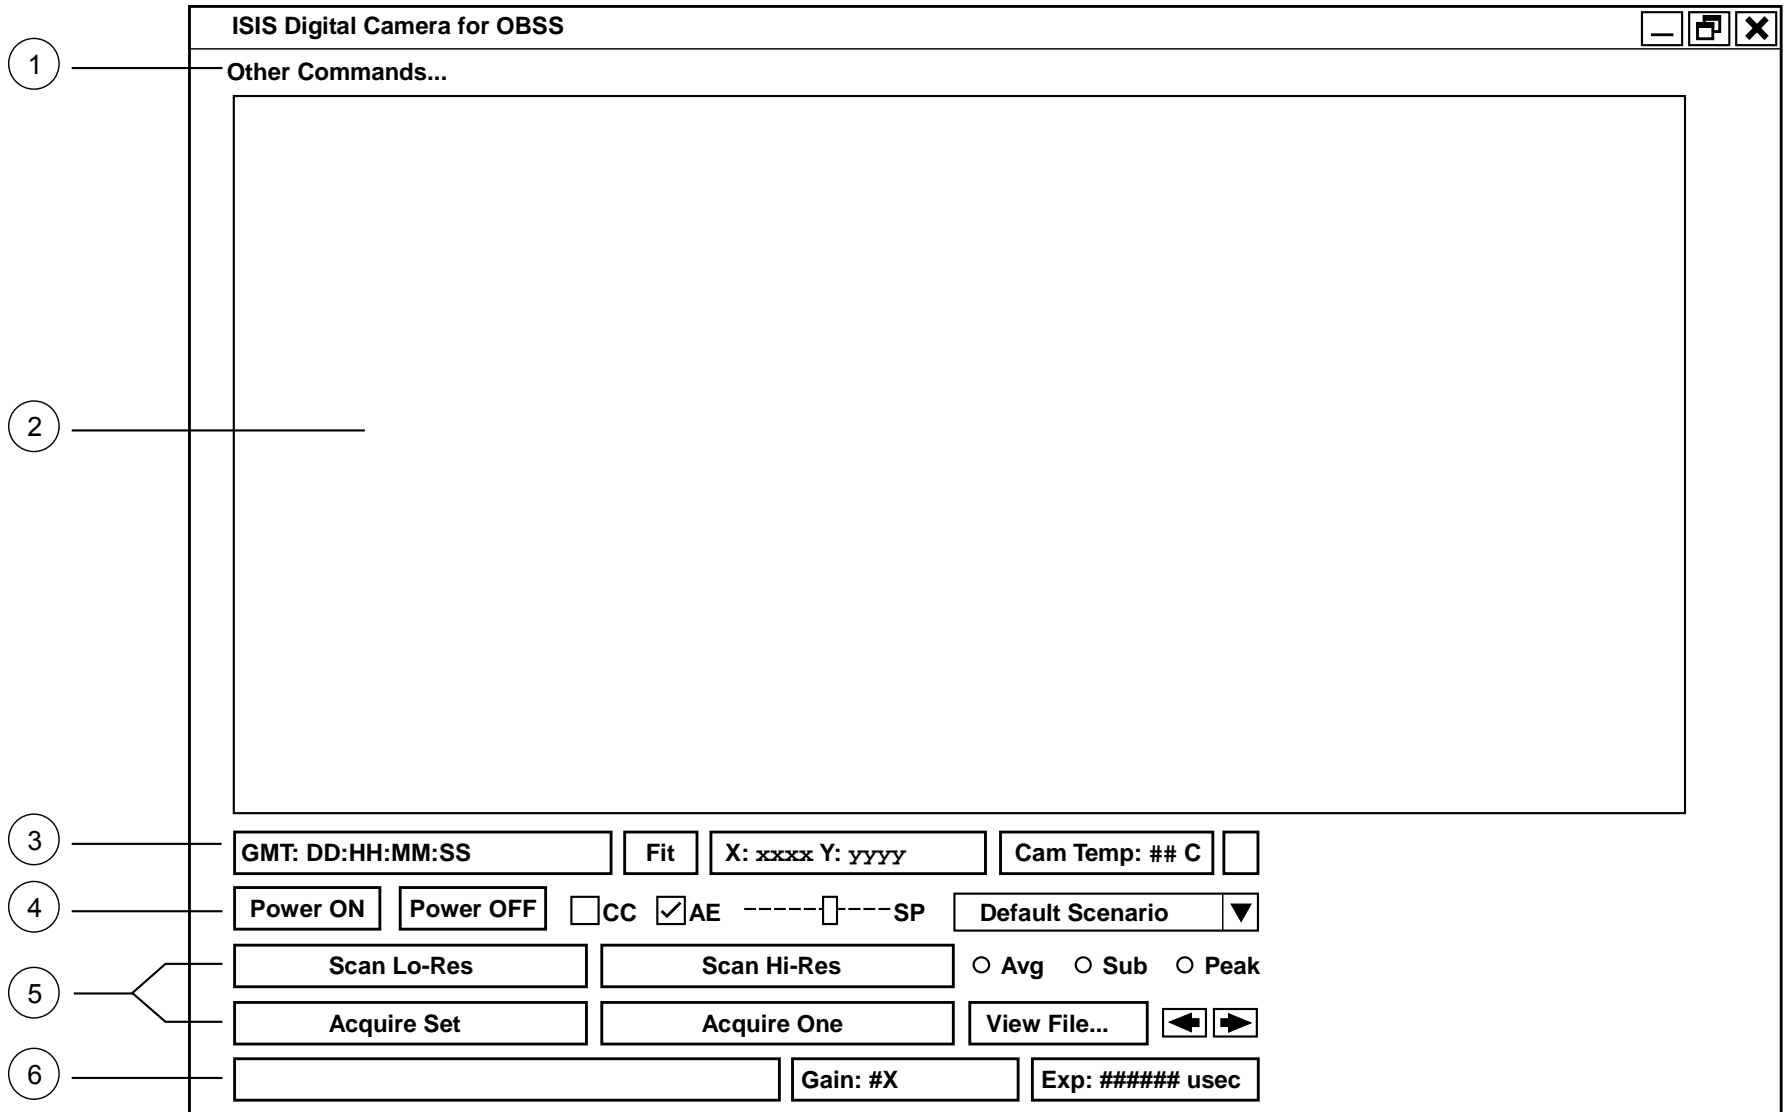 ISIS Digital Camera for OBSS
1 Other Commands...
2
3 GMT: DD:HH:MM:SS Fit X: xxxx Y: yyyy Cam Temp: ## C
4 Power ON Power OFF CC AE SP Default Scenario
Scan Lo-Res Scan Hi-Res Avg Sub Peak
5
Acquire Set Acquire One View File...
6 Gain: #X Exp: ###### usec